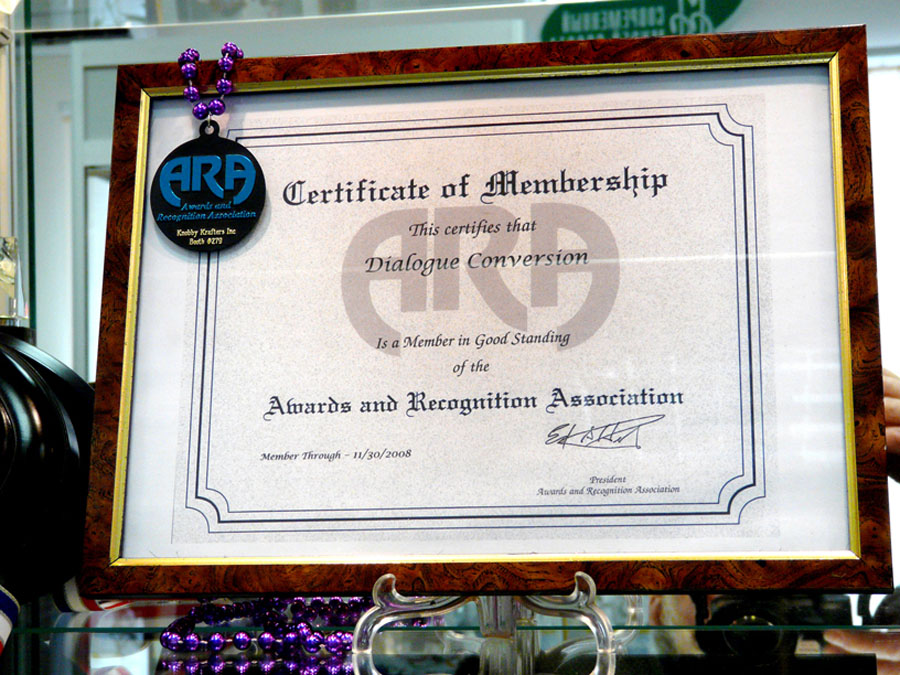 ARA
Awards and
Recognition Association
Knobby Krafters Inc
Booth #279
Certificate of Membership
This certifies that
ARA
Dialogue Conversion
Is a Member in Good Standing
of the
Awards and Recognition Association
Member Through - 11/30/2008
President
Awards and Recognition Association